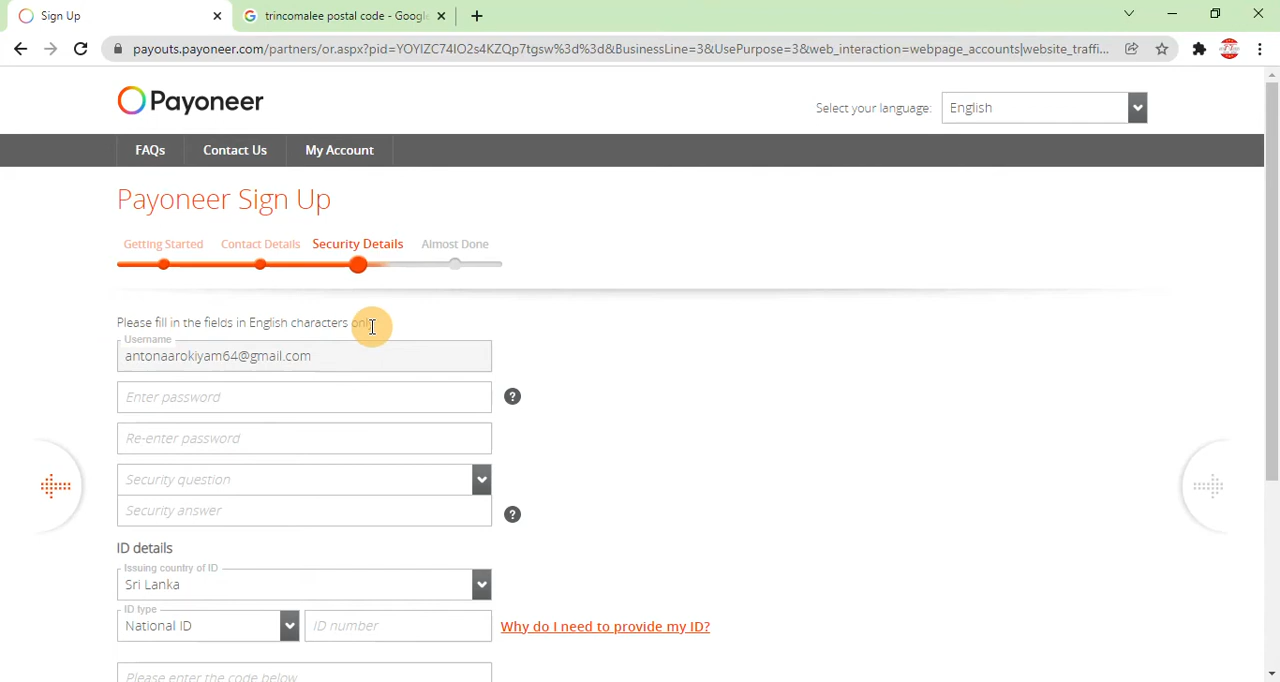 Sign Up
trincomalee postal code - Google
payouts.payoneer.com/partners/or.aspx?pid=YOYIZC74IO2s4KZQp7tgsw%3d%3d&BusinessLine=3&UsePurpose=3&web_interaction=webpage_accounts|website_traffi...
Payoneer
Select your language:
English
FAQs
Contact Us
My Account
Payoneer Sign Up
Getting Started
Contact Details
Security Details
Almost Done
Please fill in the fields in English characters only
Username
antonaarokiyam64@gmail.com
Enter password
?
Re-enter password
Security question
Security answer
?
ID details
Issuing country of ID
Sri Lanka
ID type
National ID
ID number
Why do I need to provide my ID?
Please enter the code below